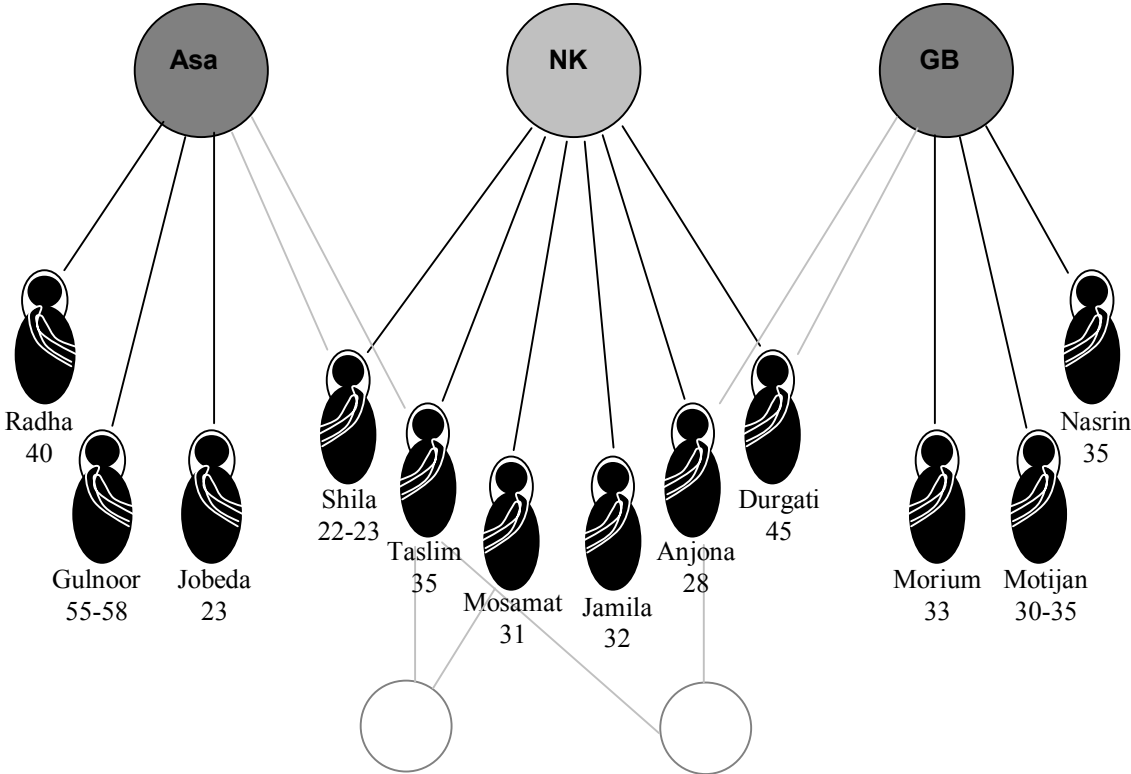 Asa
NK
GB
Radha
40
Gulnoor
55-58
Jobeda
23
Shila
22-23
Taslim
35
Mosamat
31
Jamila
32
Anjona
28
Durgati
45
Morium
33
Motijan
30-35
Nasrin
35